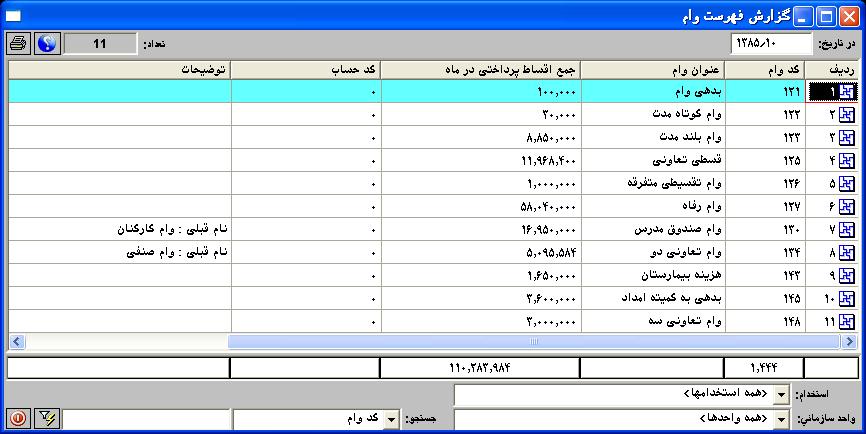 گزارش فهرست وام
در تاریخ: ۱۳۸۵/۱۰ تعداد: 11
ردیف کد وام عنوان وام جمع اقساط پرداختی در ماه کد حساب توضیحات
۱ ۱۲۱ بدهی وام ۱۰۰,۰۰۰ ۰
۲ ۱۲۲ وام کوتاه مدت ۳۰,۰۰۰ ۰
۳ ۱۲۳ وام بلند مدت ۸,۸۵۰,۰۰۰ ۰
۴ ۱۲۵ قسطی تعاونی ۱۱,۹۶۸,۴۰۰ ۰
۵ ۱۲۶ وام تقسیطی متفرقه ۱,۰۰۰,۰۰۰ ۰
۶ ۱۲۷ وام رفاه ۵۸,۰۴۰,۰۰۰ ۰
۷ ۱۳۰ وام صندوق مدرس ۱۶,۹۵۰,۰۰۰ ۰ نام قبلی : وام کارکنان
۸ ۱۳۴ وام تعاونی دو ۵,۰۹۵,۵۸۴ ۰ نام قبلی : وام صنفی
۹ ۱۴۳ هزینه بیمارستان ۱,۶۵۰,۰۰۰ ۰
۱۰ ۱۴۵ بدهی به کمیته امداد ۳,۶۰۰,۰۰۰ ۰
۱۱ ۱۴۸ وام تعاونی سه ۳,۰۰۰,۰۰۰ ۰
۱,۴۴۴ ۱۱۰,۲۸۳,۹۸۴
استخدام: <همه استخدامها>
واحد سازمانی: <همه واحدها> جستجو: کد وام